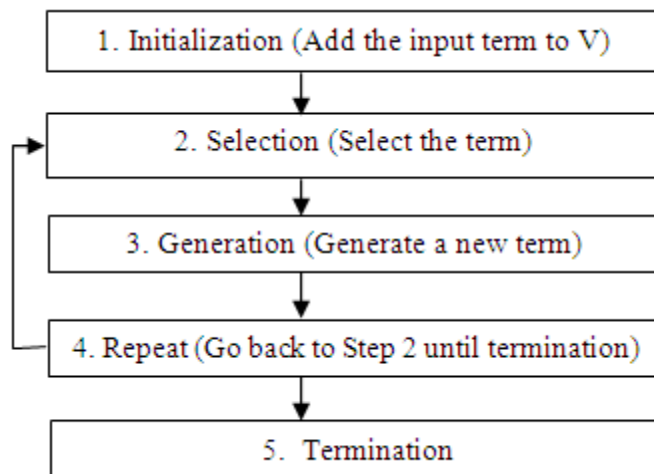 1. Initialization (Add the input term to V)
2. Selection (Select the term)
3. Generation (Generate a new term)
4. Repeat (Go back to Step 2 until termination)
5. Termination